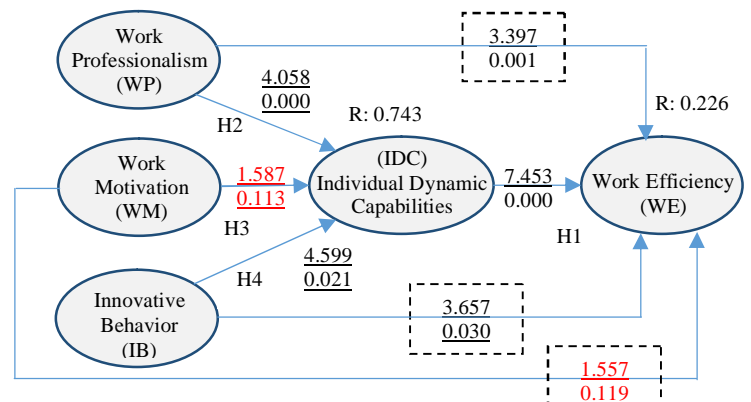 Work
Professionalism
(WP)
3.397
0.001
4.058
0.000
H2
R: 0.743
R: 0.226
Work
Motivation
(WM)
1.587
0.113
H3
(IDC)
Individual Dynamic
Capabilities
7.453
0.000
H1
Work Efficiency
(WE)
Innovative
Behavior
(IB)
H4
4.599
0.021
3.657
0.030
1.557
0.119